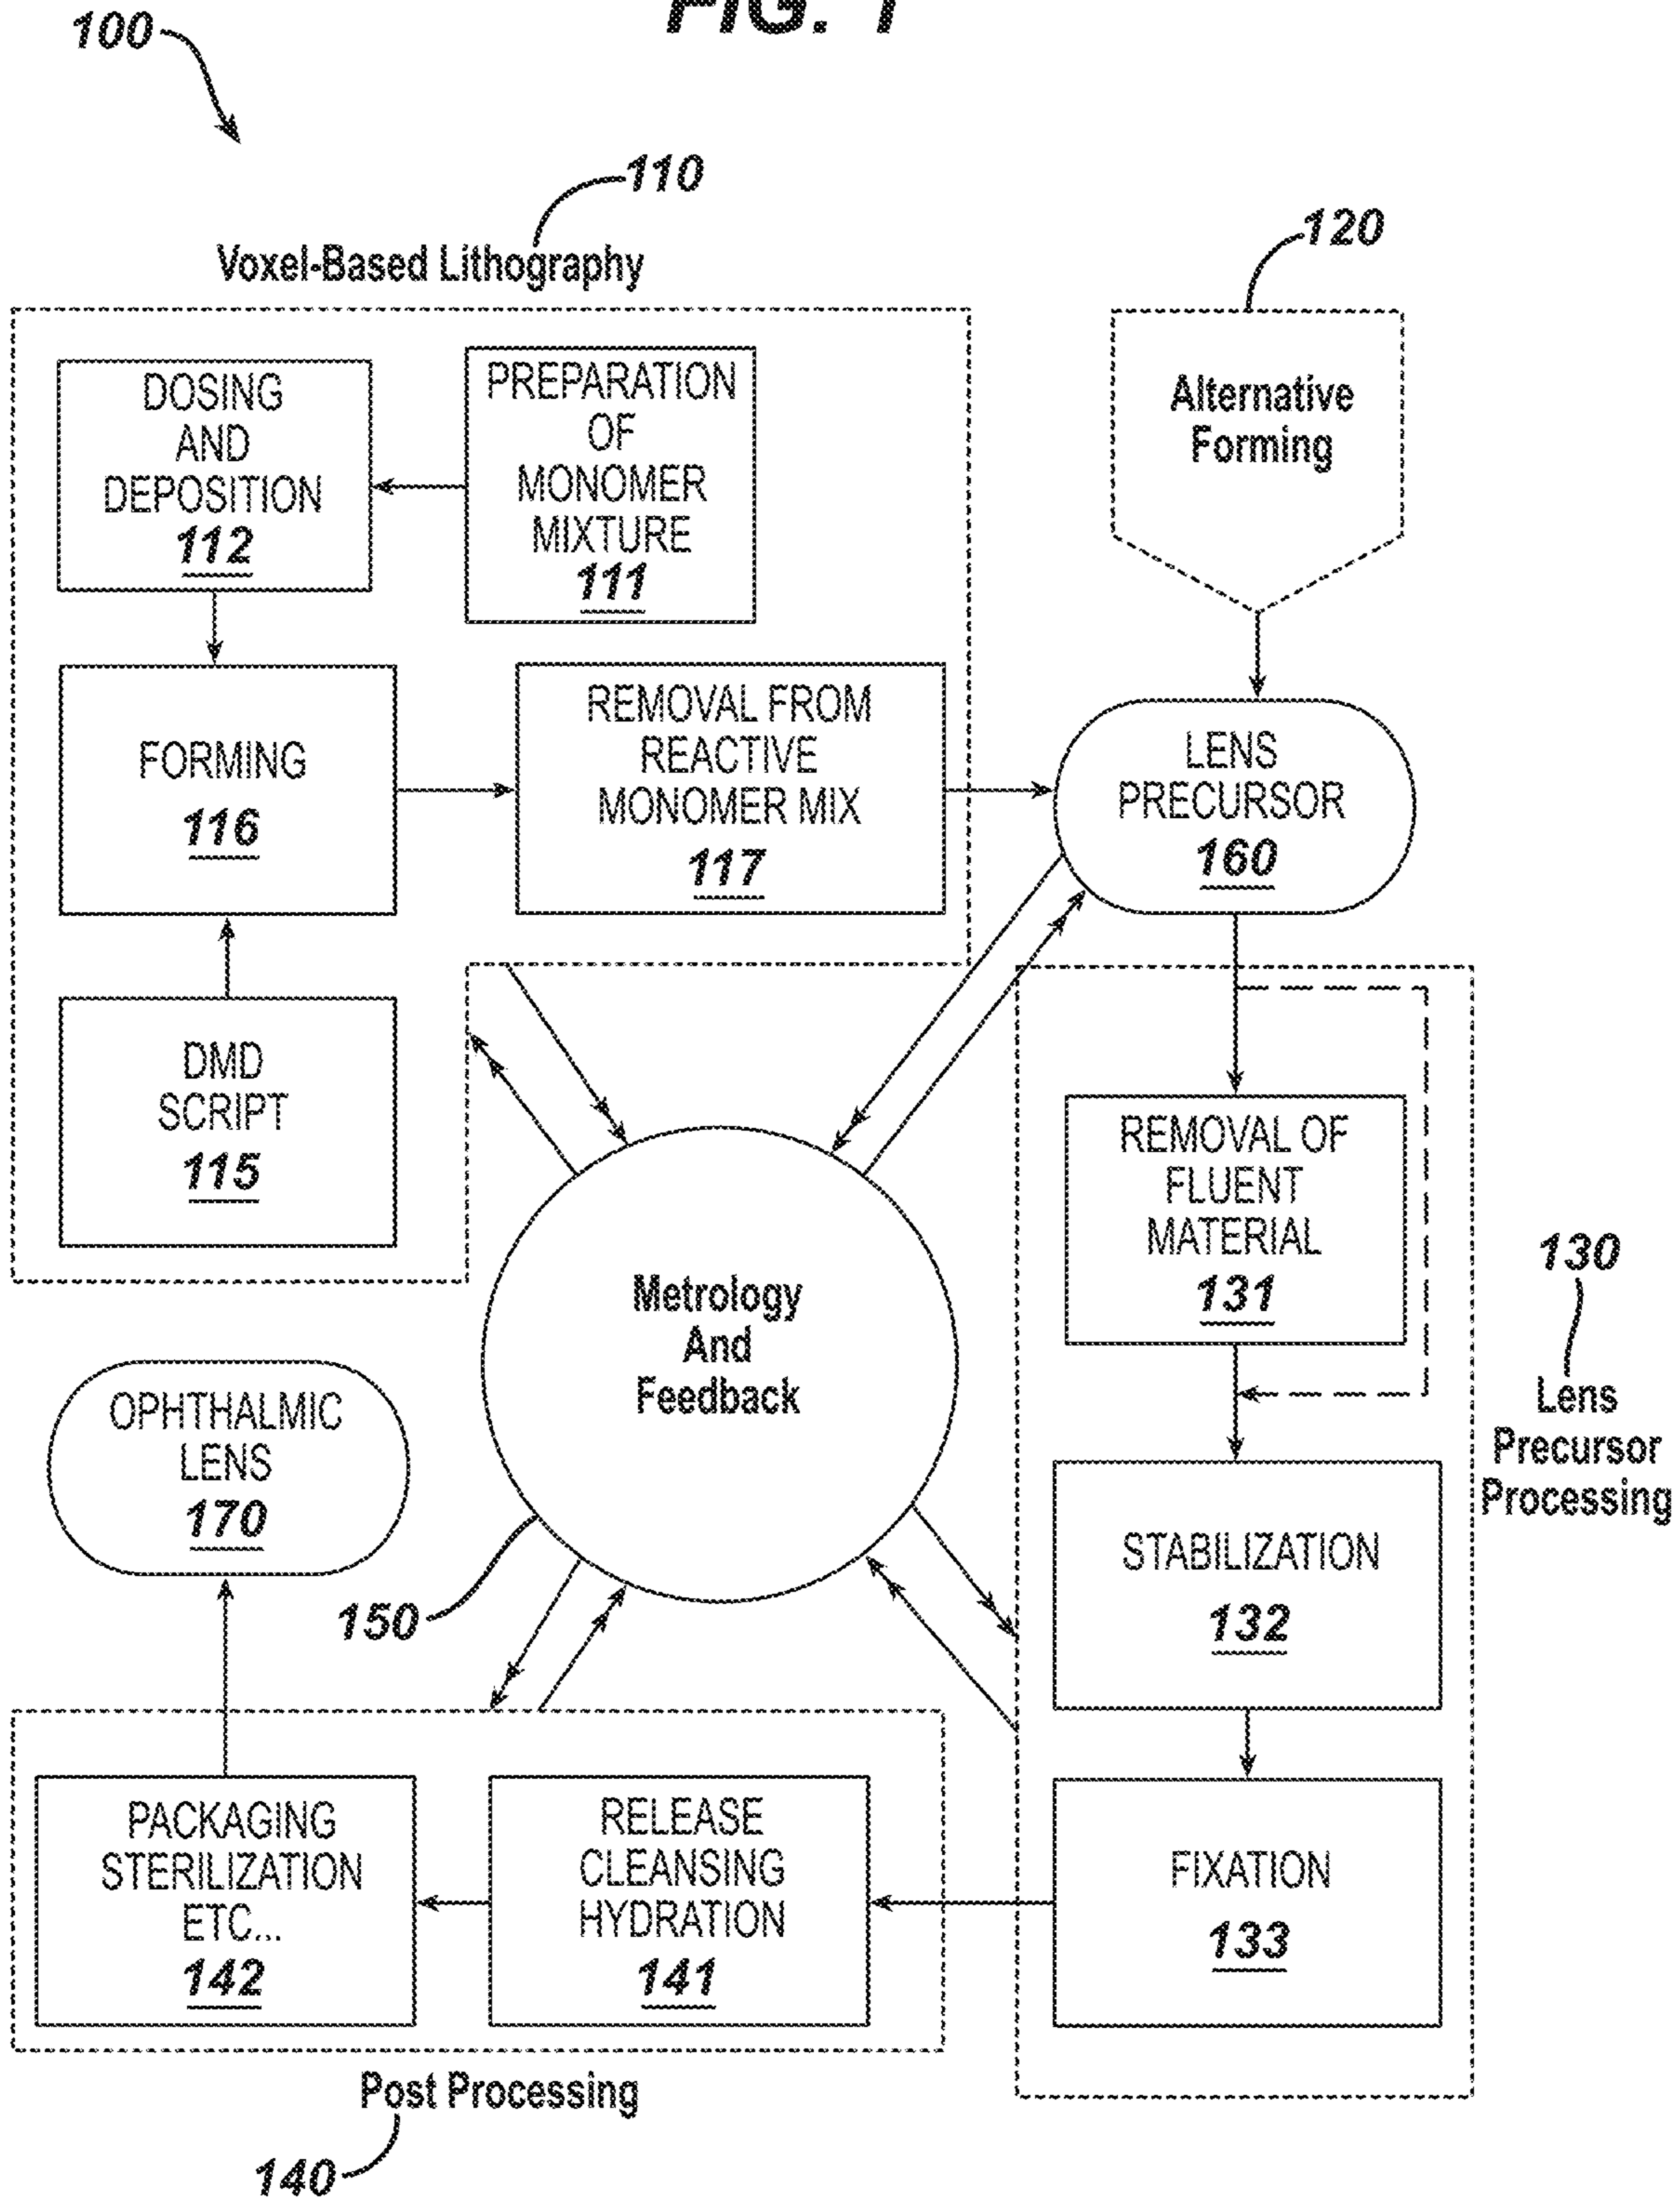 FIG. 1
100
110
Voxel-Based Lithography
120
DOSING
AND
DEPOSITION
112
PREPARATION
OF
MONOMER
MIXTURE
111
Alternative
Forming
FORMING
116
REMOVAL FROM
REACTIVE
MONOMER MIX
117
LENS
PRECURSOR
160
DMD
SCRIPT
115
REMOVAL OF
FLUENT
MATERIAL
131
130
Lens
Precursor
Processing
Metrology
And
Feedback
150
OPHTHALMIC
LENS
170
STABILIZATION
132
FIXATION
133
RELEASE
CLEANSING
HYDRATION
141
PACKAGING
STERILIZATION
ETC...
142
Post Processing
140